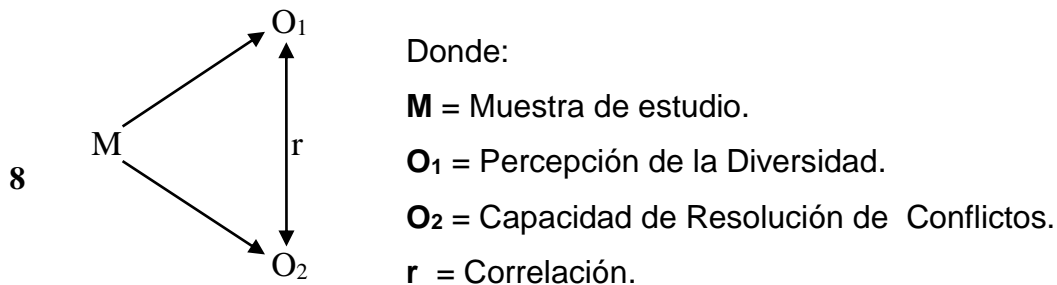 O1
M
r
8
O2
Donde:
M = Muestra de estudio.
O1 = Percepción de la Diversidad.
O2 = Capacidad de Resolución de Conflictos.
r = Correlación.